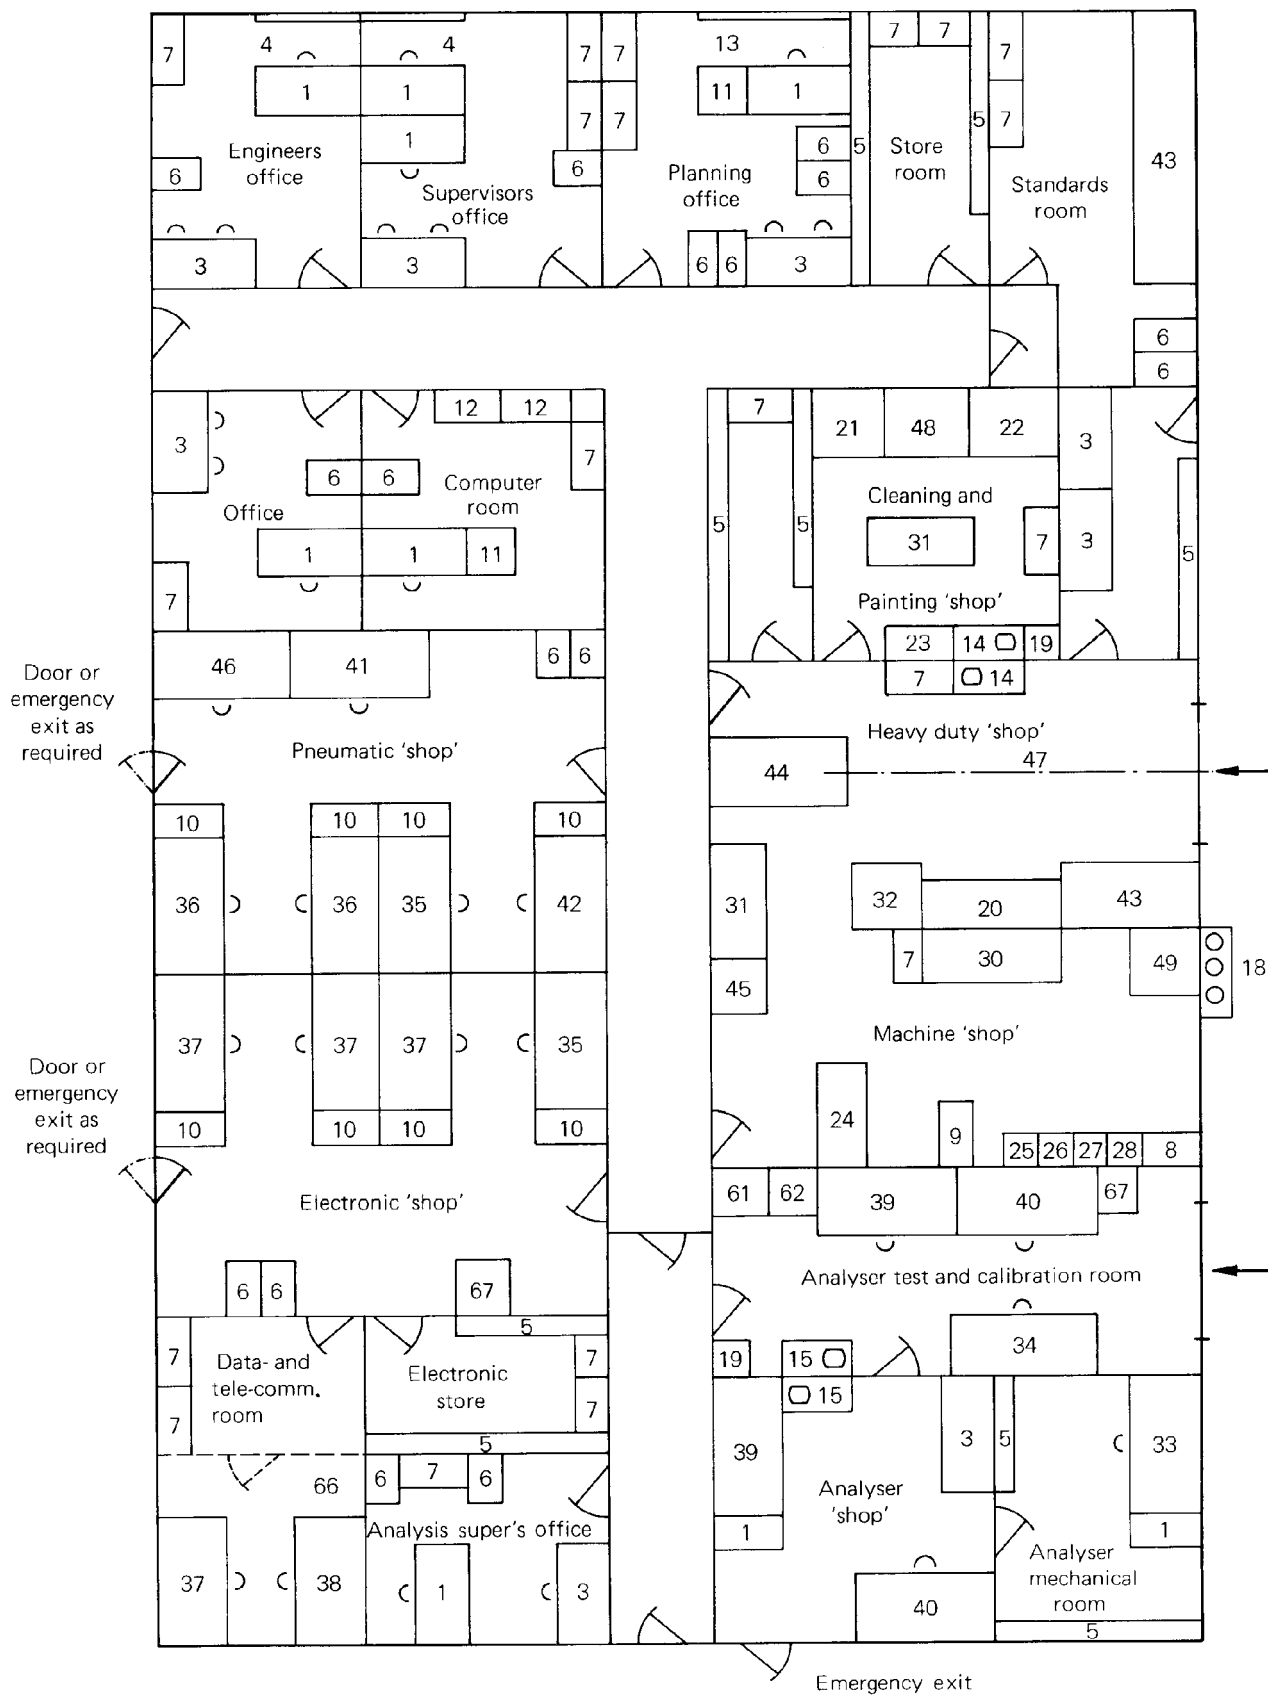 4 4 13 7 7
7 7 7 7
1 1 11 1
7 7 7
1 5 5
Engineers
office
6 6
Store
room
43
6 6
Supervisors
office
Planning
office
Standards
room
3 3 6 6 3
6
6
12 12 7 21 48 22 3
3 7
6 6
Computer
room
Cleaning and
Office
5 5
1 1 11 31 7 3 5
7
Painting 'shop'
46 41 6 6 23 14 19
7 14
Door or
emergency
exit as
required
Pneumatic 'shop'
Heavy duty 'shop'
44 47
10 10 10 10
36 36 35 42
31 32 20 43
7 30 49 18
45
37 37 37 35
Machine 'shop'
Door or
emergency
exit as
required
10 10 10 10
24 9
25 26 27 28 8
61 62 39 40 67
Electronic 'shop'
Analyser test and calibration room
6 6 67
5
34
7 7
19 15
Data- and
tele-comm.
room
Electronic
store
15
7 7
5
39 3 5 33
66 6 7 6
Analyser
'shop'
Analysis super's office
1 1
Analyser
mechanical
room
37 38 1 3
40
5
Emergency exit